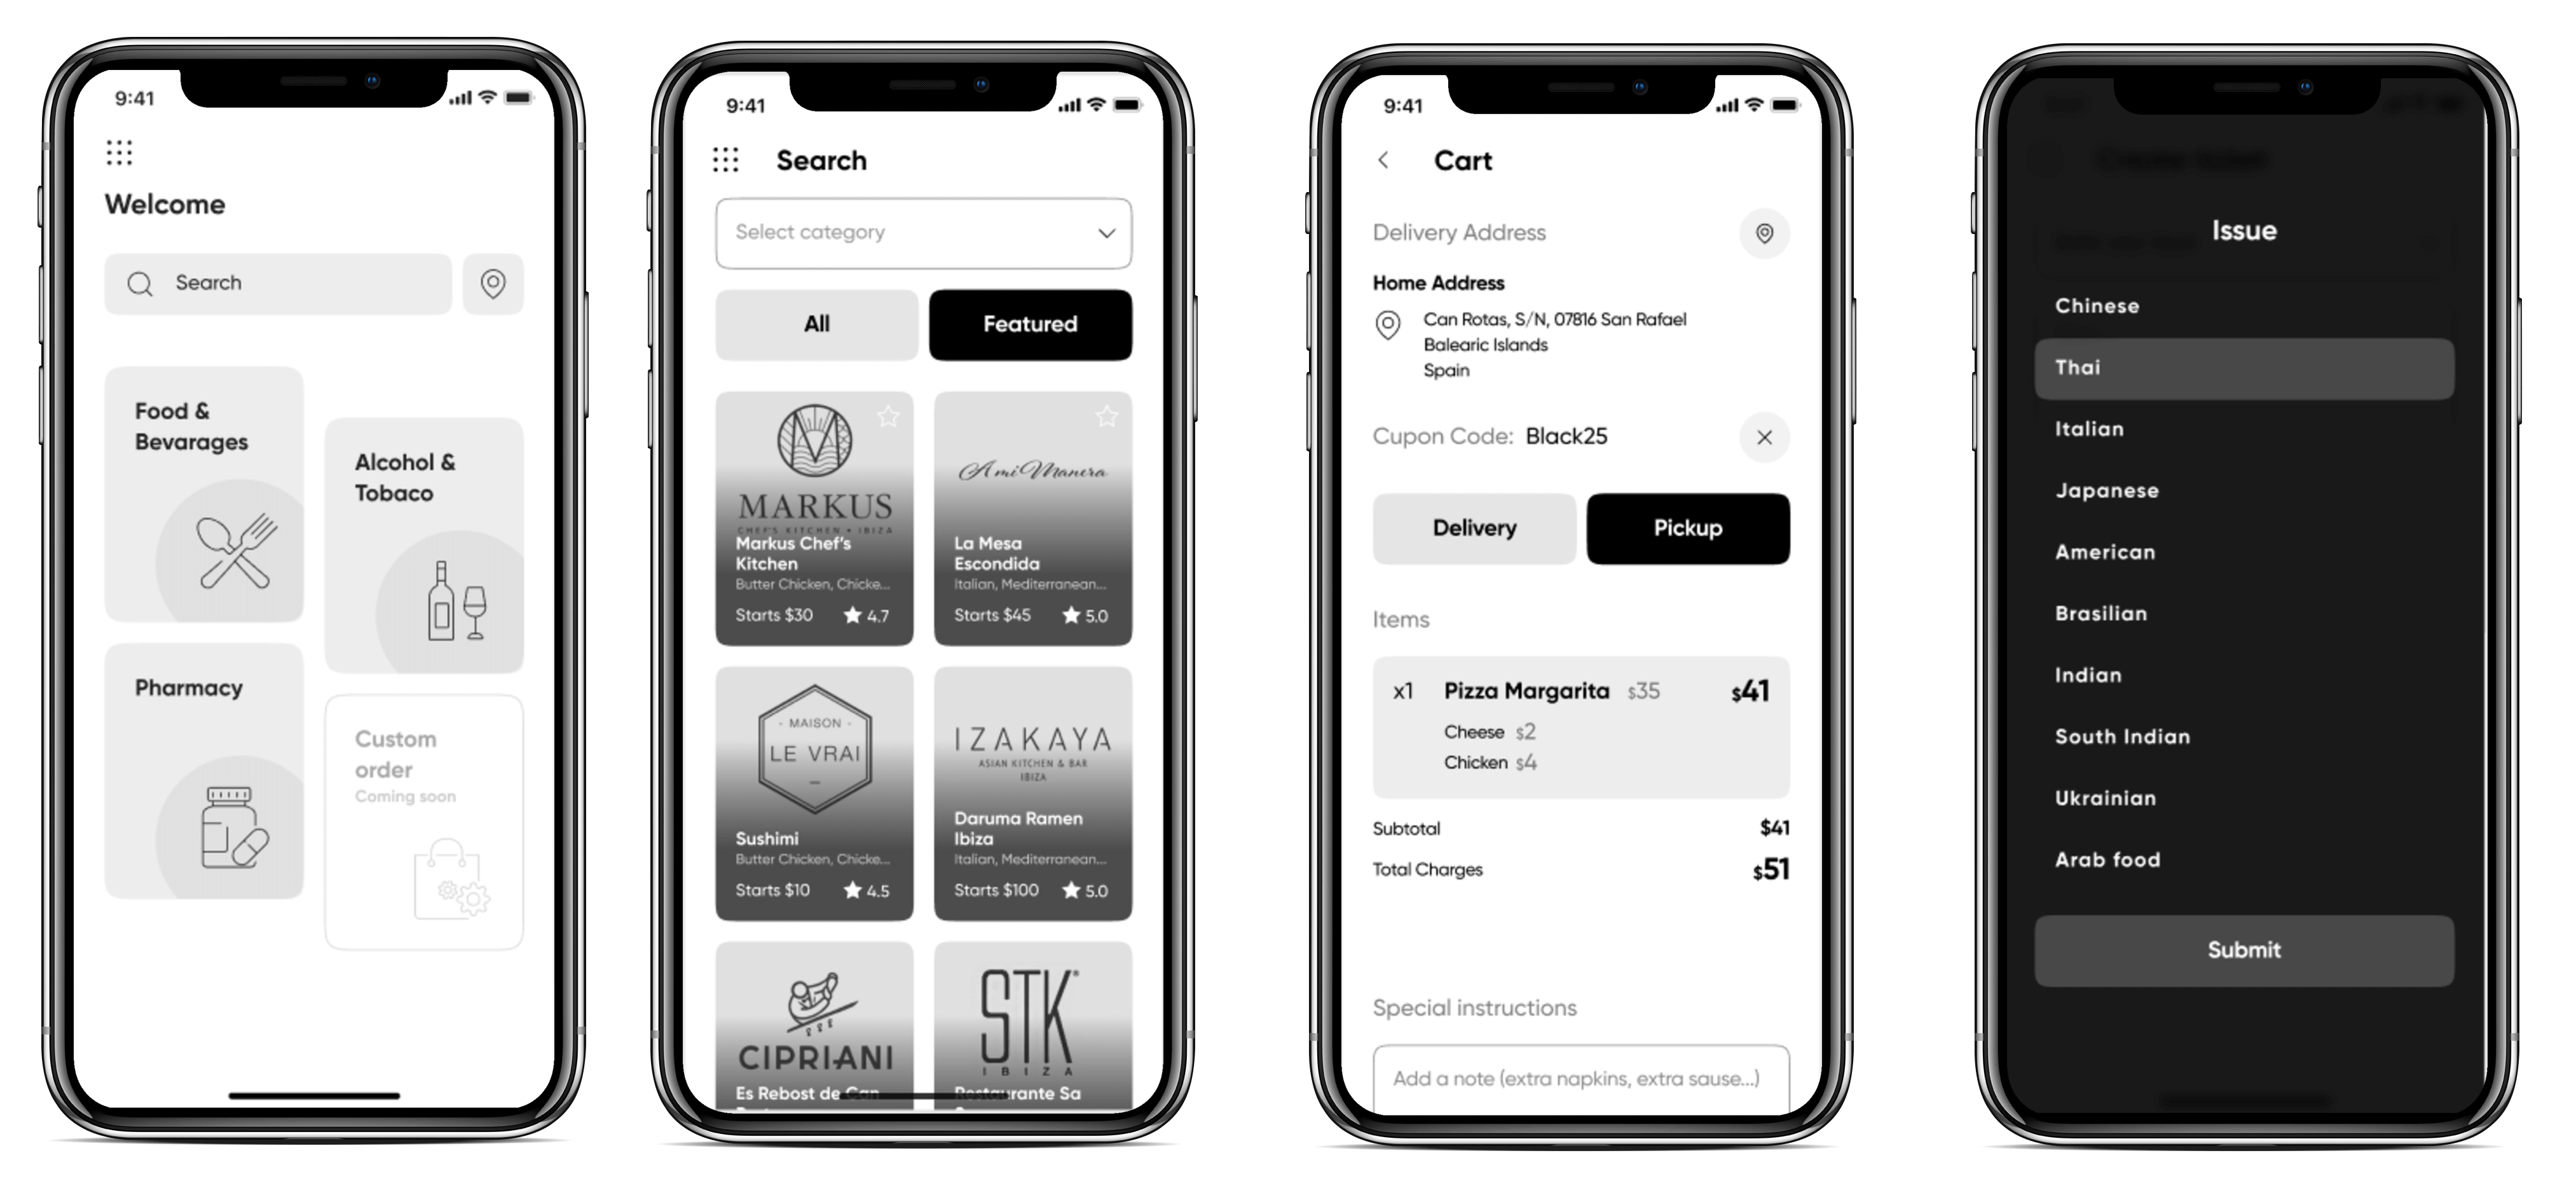 9:41
Welcome
Search
Food &
Bevarages
Alcohol &
Tobaco
Pharmacy
Custom
order
Coming soon
9:41
Search
Select category
All
Featured
MARKUS
CHEF'S KITCHEN • IBIZA
Markus Chef's
Kitchen
Butter Chicken, Chicke...
Starts $30
4.7
Ami Manera
La Mesa
Escondida
Italian, Mediterranean...
Starts $45
5.0
- MAISON -
LE VRAI
Sushimi
Butter Chicken, Chicke...
Starts $10
4.5
IZAKAYA
ASIAN KITCHEN & BAR
IBIZA
Daruma Ramen
Ibiza
Italian, Mediterranean...
Starts $100
5.0
CIPRIANI
Es Rebost de Can
STK
IBIZA
Restaurante Sa
9:41
Cart
Delivery Address
Home Address
Can Rotas, S/N, 07816 San Rafael
Balearic Islands
Spain
Cupon Code: Black25
Delivery
Pickup
Items
x1 Pizza Margarita $35 $41
Cheese $2
Chicken $4
Subtotal $41
Total Charges $51
Special instructions
Add a note (extra napkins, extra sause...)
Issue
Chinese
Thai
Italian
Japanese
American
Brasilian
Indian
South Indian
Ukrainian
Arab food
Submit